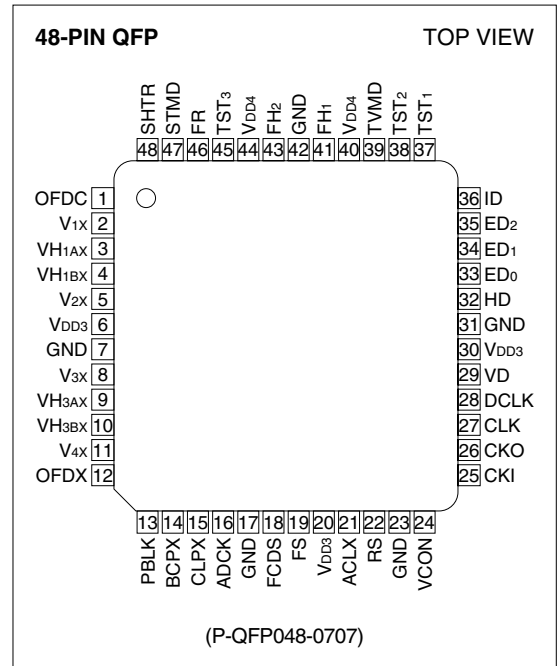 48-PIN QFP TOP VIEW
SHTR STMD FR TST3 VDD4 FH2 GND FH1 VDD4 TVMD TST2 TST1
48 47 46 45 44 43 42 41 40 39 38 37
OFDC 1 36 ID
V1X 2 35 ED2
VH1AX 3 34 ED1
VH1BX 4 33 ED0
V2X 5 32 HD
VDD3 6 31 GND
GND 7 30 VDD3
V3X 8 29 VD
VH3AX 9 28 DCLK
VH3BX 10 27 CLK
V4X 11 26 CKO
OFDX 12 25 CKI
13 14 15 16 17 18 19 20 21 22 23 24
PBLK BCPX CLPX ADCK GND FCDS FS VDD3 ACLX RS GND VCON
(P-QFP048-0707)